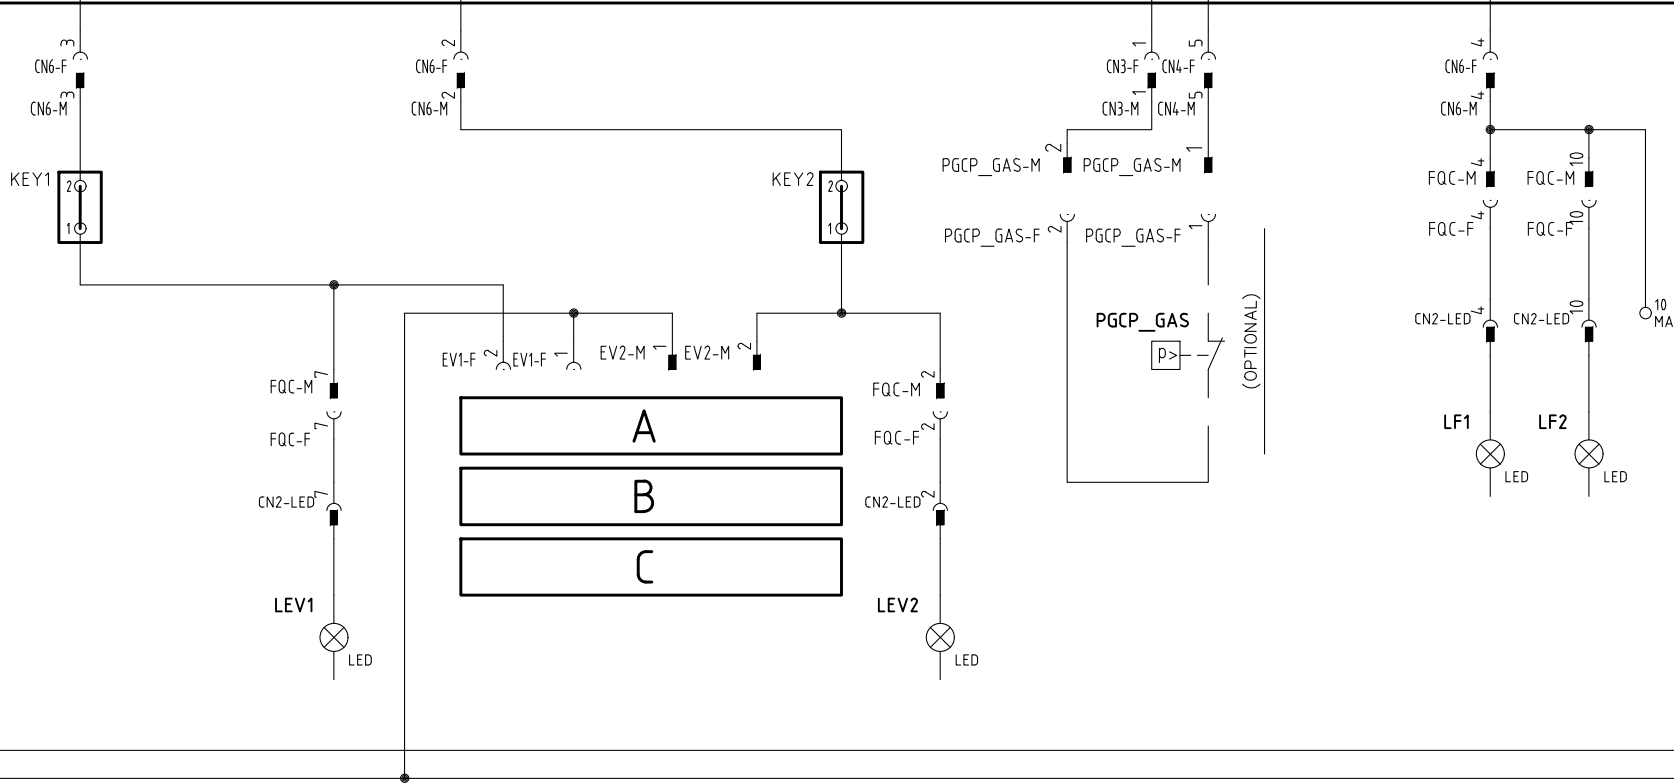 3 2 1 5 4
CN6-F CN6-F CN3-F CN4-F CN6-F
3 2 1 5 4
CN6-M CN6-M CN3-M CN4-M CN6-M
2 1 4 10
PGCP_GAS-M PGCP_GAS-M FQC-M FQC-M
KEY1 2 KEY2 2
1 1
PGCP_GAS-F 2 PGCP_GAS-F 1 FQC-F 4 FQC-F 10
PGCP_GAS
P>
(OPTIONAL)
CN2-LED 4 CN2-LED 10
10
MA
EV1-F 2 EV1-F 1 EV2-M 1 EV2-M 2
FQC-M 7 FQC-M 2
A
FQC-F 7 FQC-F 2
LF1 LF2
LED LED
B
CN2-LED 7 CN2-LED 2
C
LEV1 LEV2
LED LED